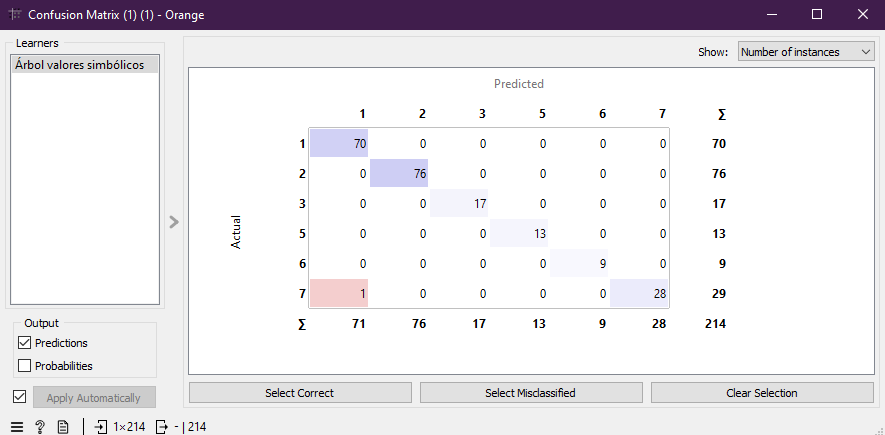 Confusion Matrix (1) (1) - Orange
Learners
Árbol valores simbólicos
Show: Number of instances
Predicted
1 2 3 5 6 7 ∑
Actual
1 70 0 0 0 0 0 70
2 0 76 0 0 0 0 76
3 0 0 17 0 0 0 17
5 0 0 0 13 0 0 13
6 0 0 0 0 9 0 9
7 1 0 0 0 0 28 29
∑ 71 76 17 13 9 28 214
Output
Predictions
Probabilities
Apply Automatically
Select Correct Select Misclassified Clear Selection
1×214 - | 214